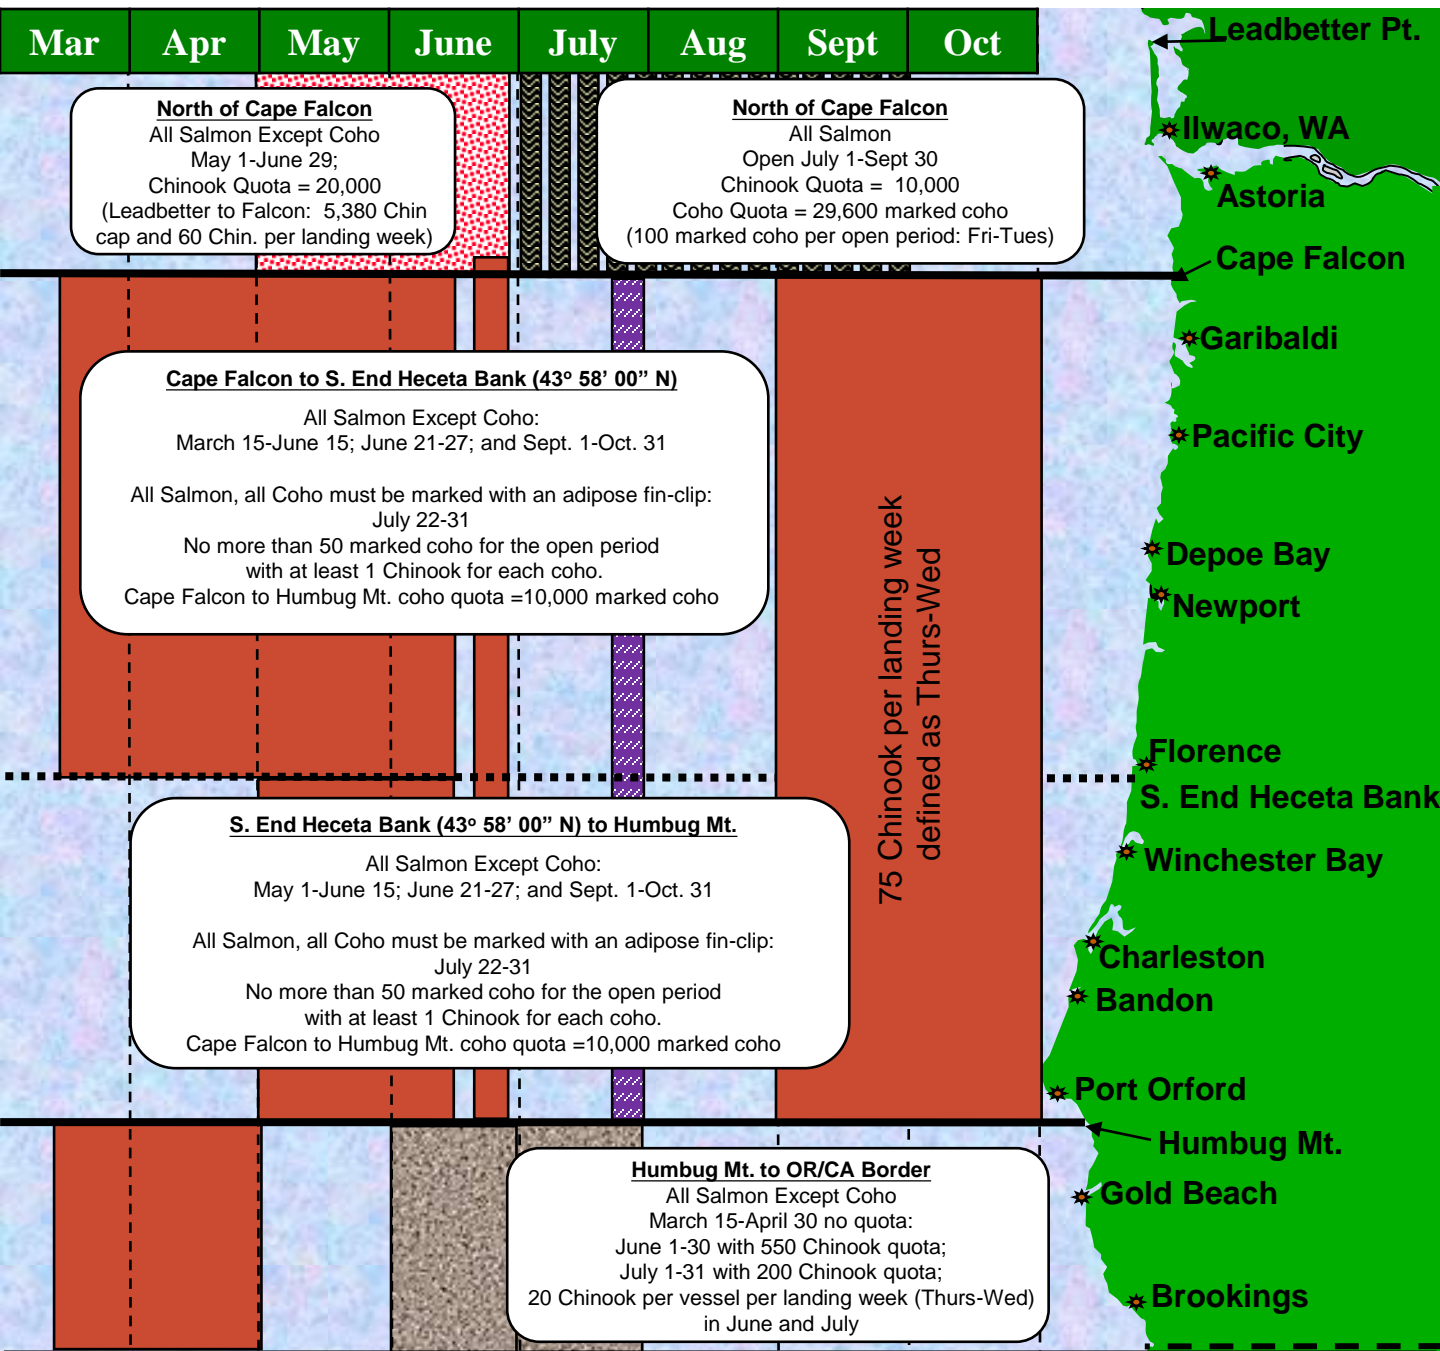 Mar Apr May June July Aug Sept Oct
Leadbetter Pt.
North of Cape Falcon
All Salmon Except Coho
May 1-June 29;
Chinook Quota = 20,000
(Leadbetter to Falcon: 5,380 Chin
cap and 60 Chin. per landing week)
North of Cape Falcon
All Salmon
Open July 1-Sept 30
Chinook Quota = 10,000
Coho Quota = 29,600 marked coho
(100 marked coho per open period: Fri-Tues)
Ilwaco, WA
Astoria
Cape Falcon
Garibaldi
Cape Falcon to S. End Heceta Bank (43º 58' 00" N)
All Salmon Except Coho:
March 15-June 15; June 21-27; and Sept. 1-Oct. 31
All Salmon, all Coho must be marked with an adipose fin-clip:
July 22-31
No more than 50 marked coho for the open period
with at least 1 Chinook for each coho.
Cape Falcon to Humbug Mt. coho quota =10,000 marked coho
Pacific City
Depoe Bay
Newport
75 Chinook per landing week
defined as Thurs-Wed
Florence
S. End Heceta Bank
S. End Heceta Bank (43º 58' 00" N) to Humbug Mt.
All Salmon Except Coho:
May 1-June 15; June 21-27; and Sept. 1-Oct. 31
All Salmon, all Coho must be marked with an adipose fin-clip:
July 22-31
No more than 50 marked coho for the open period
with at least 1 Chinook for each coho.
Cape Falcon to Humbug Mt. coho quota =10,000 marked coho
Winchester Bay
Charleston
Bandon
Port Orford
Humbug Mt.
Humbug Mt. to OR/CA Border
All Salmon Except Coho
March 15-April 30 no quota:
June 1-30 with 550 Chinook quota;
July 1-31 with 200 Chinook quota;
20 Chinook per vessel per landing week (Thurs-Wed)
in June and July
Gold Beach
Brookings